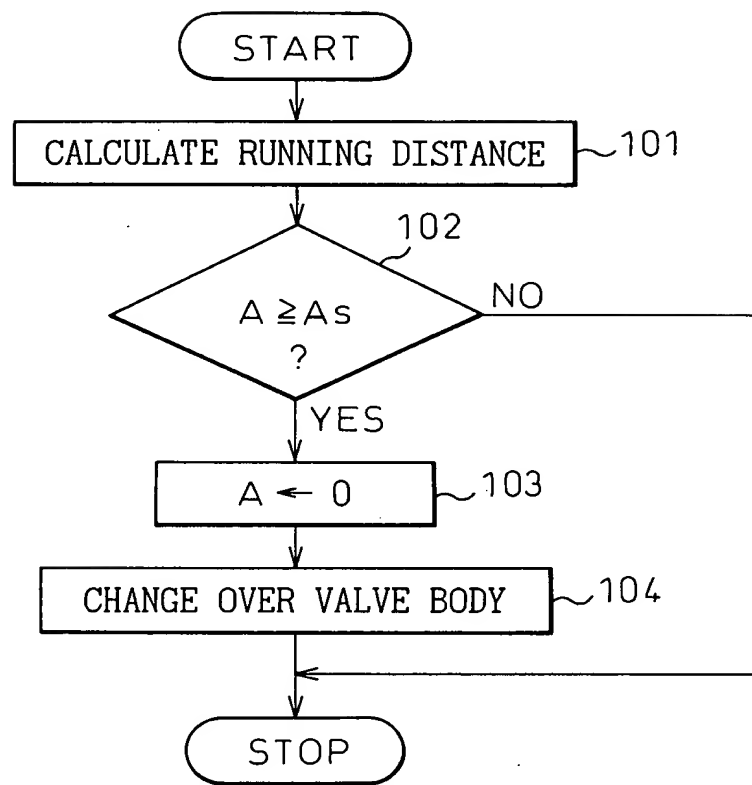 START
CALCULATE RUNNING DISTANCE
101
102
A ≧ As
?
NO
YES
A ← 0
103
CHANGE OVER VALVE BODY
104
STOP